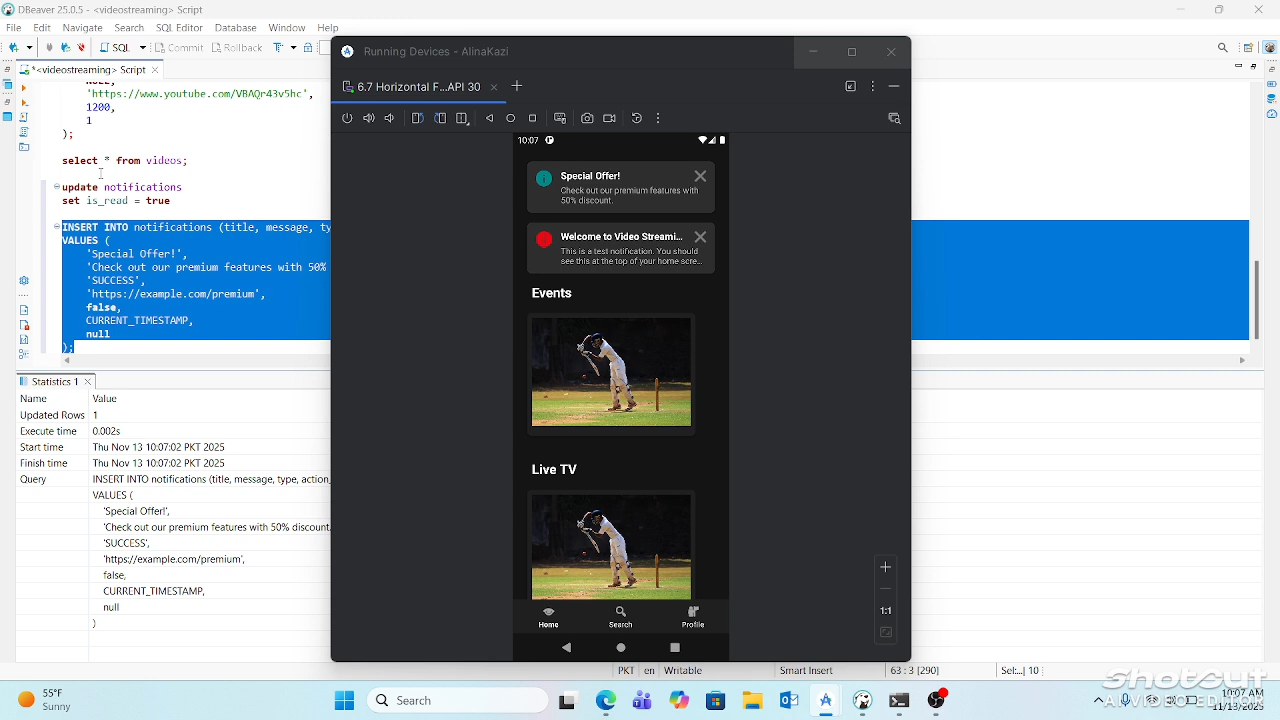 DBeaver 25.0.5 - <videostreaming> Script
File Edit Navigate Search SQL Editor Database Window Help
SQL Commit Rollback T
*<videostreaming> Script
'https://www.youtube.com/VBAQr43v5hc',
1200,
1
);
select * from videos;
update notifications
set is_read = true
INSERT INTO notifications (title, message, ty
VALUES (
'Special Offer!',
'Check out our premium features with 50%
'SUCCESS',
'https://example.com/premium',
false,
CURRENT_TIMESTAMP,
null
);
Statistics 1
Name Value
Updated Rows 1
Execute time 0.002s
Start time Thu Nov 13 10:07:02 PKT 2025
Finish time Thu Nov 13 10:07:02 PKT 2025
Query INSERT INTO notifications (title, message, type, action_
VALUES (
'Special Offer!',
'Check out our premium features with 50% discount.
'SUCCESS',
'https://example.com/premium',
false,
CURRENT_TIMESTAMP,
null
)
Running Devices - AlinaKazi
6.7 Horizontal F...API 30
10:07
Special Offer!
Check out our premium features with
50% discount.
Welcome to Video Streami...
This is a test notification. You should
see this at the top of your home scre...
Events
Live TV
Home Search Profile
1:1
PKT en Writable Smart Insert 63 : 3 [290] Sel:...| 10
55°F
Sunny
Search
10:07 AM
11/13/2025
Shotcut
AI VIDEO EDITOR